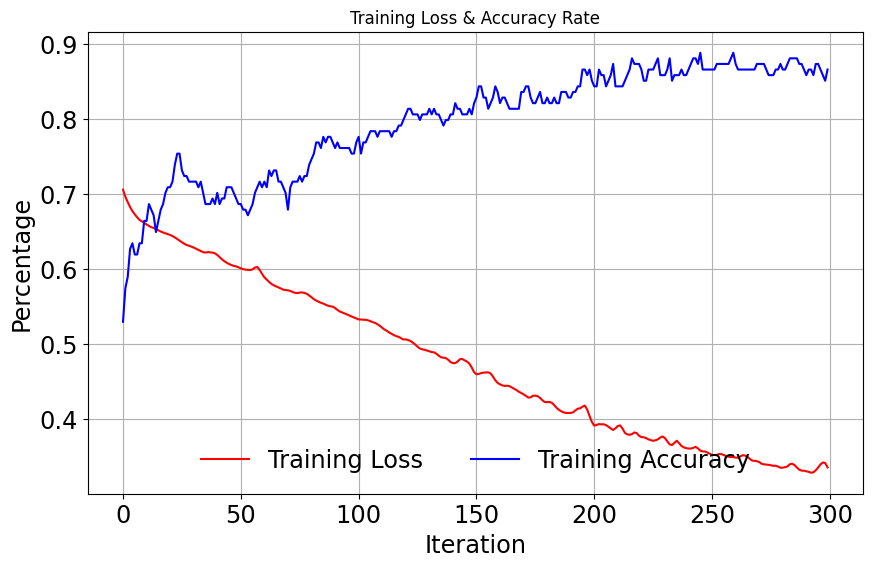 Training Loss & Accuracy Rate
Percentage
0.9
0.8
0.7
0.6
0.5
0.4
Training Loss
Training Accuracy
0 50 100 150 200 250 300
Iteration